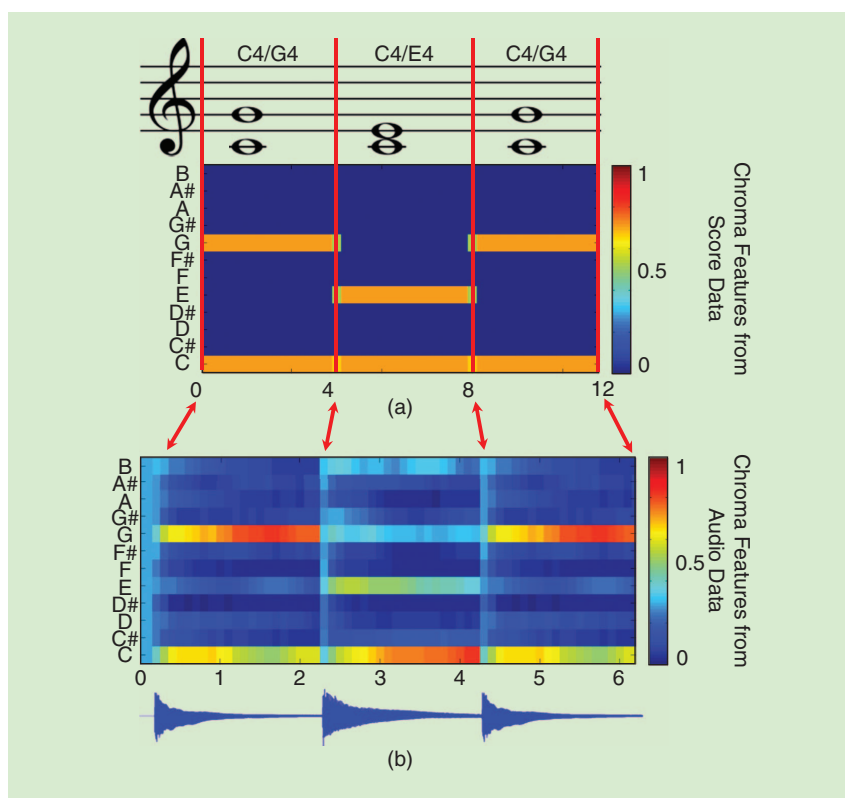 C4/G4 C4/E4 C4/G4
B
A#
A
G#
G
F#
F
E
D#
D
C#
C
0 4 8 12
1
0.5
0
Chroma Features from
Score Data
(a)
B
A#
A
G#
G
F#
F
E
D#
D
C#
C
0 1 2 3 4 5 6
1
0.5
0
Chroma Features from
Audio Data
(b)